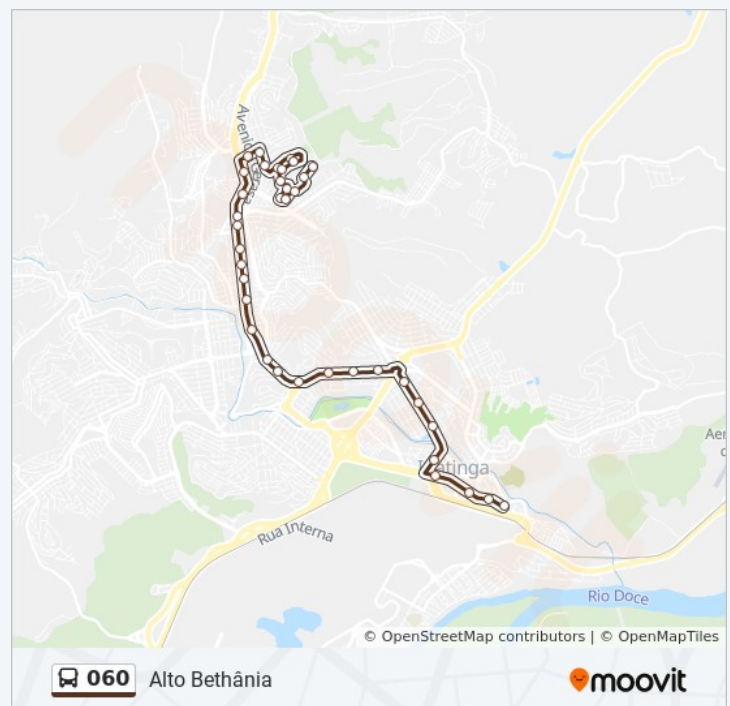 Avenida
Ipatinga
Aer
Rua Interna
Rio Doce
© OpenStreetMap contributors | © OpenMapTiles
060 Alto Bethânia
moovit